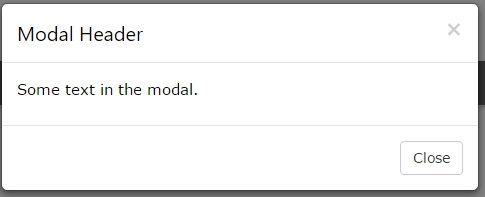 Modal Header
×
Some text in the modal.
Close